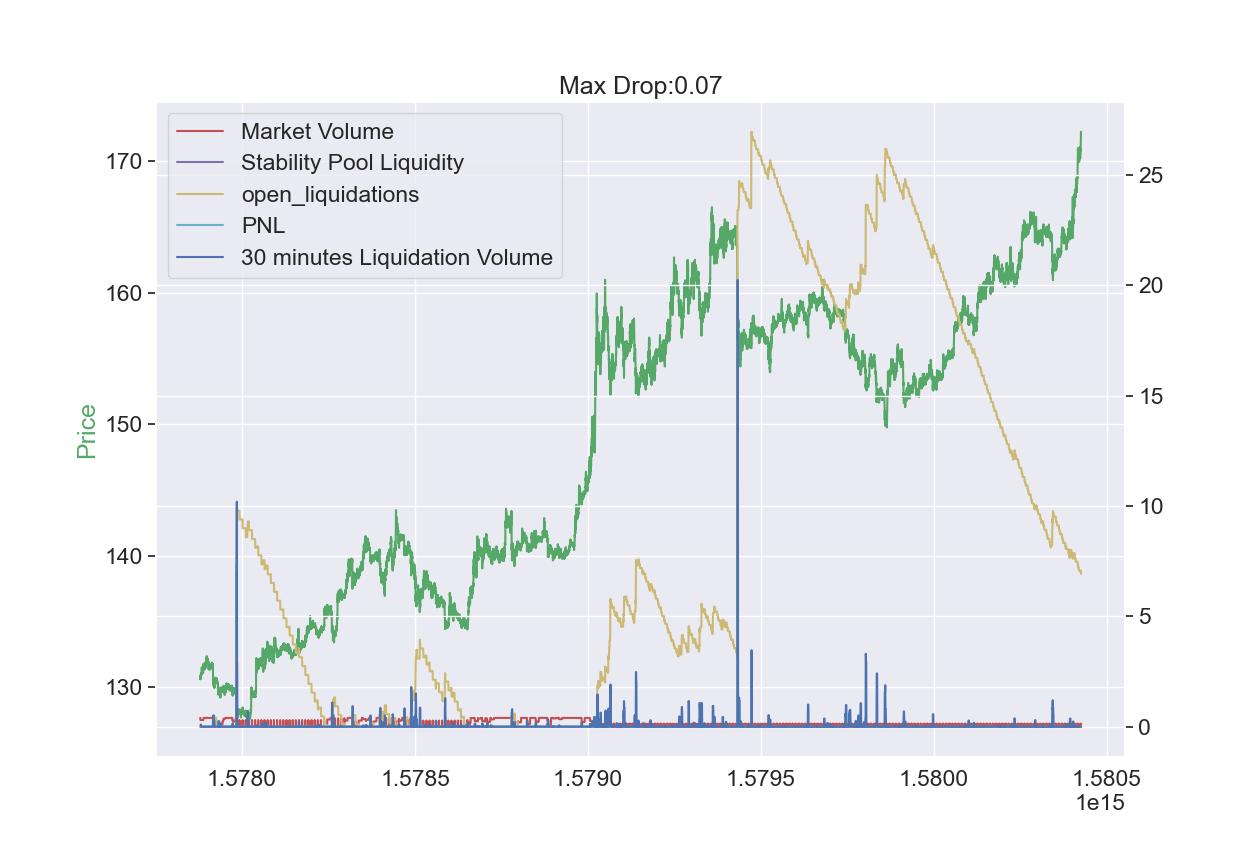 Max Drop:0.07
Market Volume
Stability Pool Liquidity
open_liquidations
PNL
30 minutes Liquidation Volume
Price
170
160
150
140
130
25
20
15
10
5
0
1.5780 1.5785 1.5790 1.5795 1.5800 1.5805
1e15